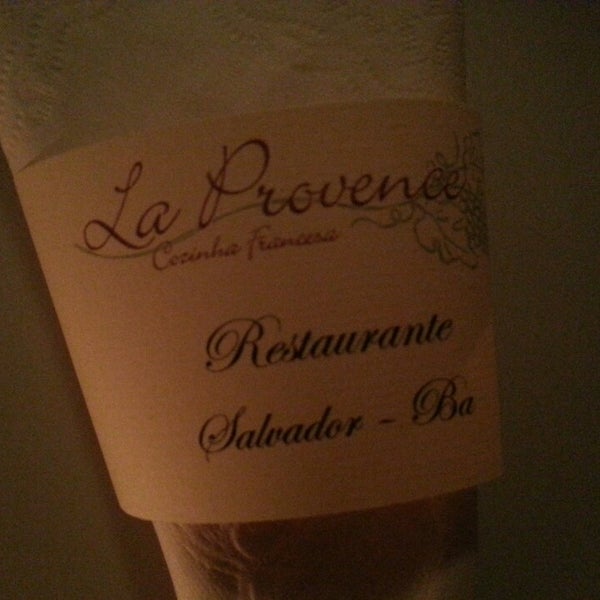 La Provence
Cozinha Francesa
Restaurante
Salvador - Ba